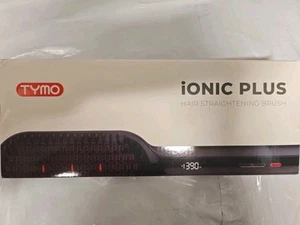 TYMO
iONIC PLUS
HAIR STRAIGHTENING BRUSH
390